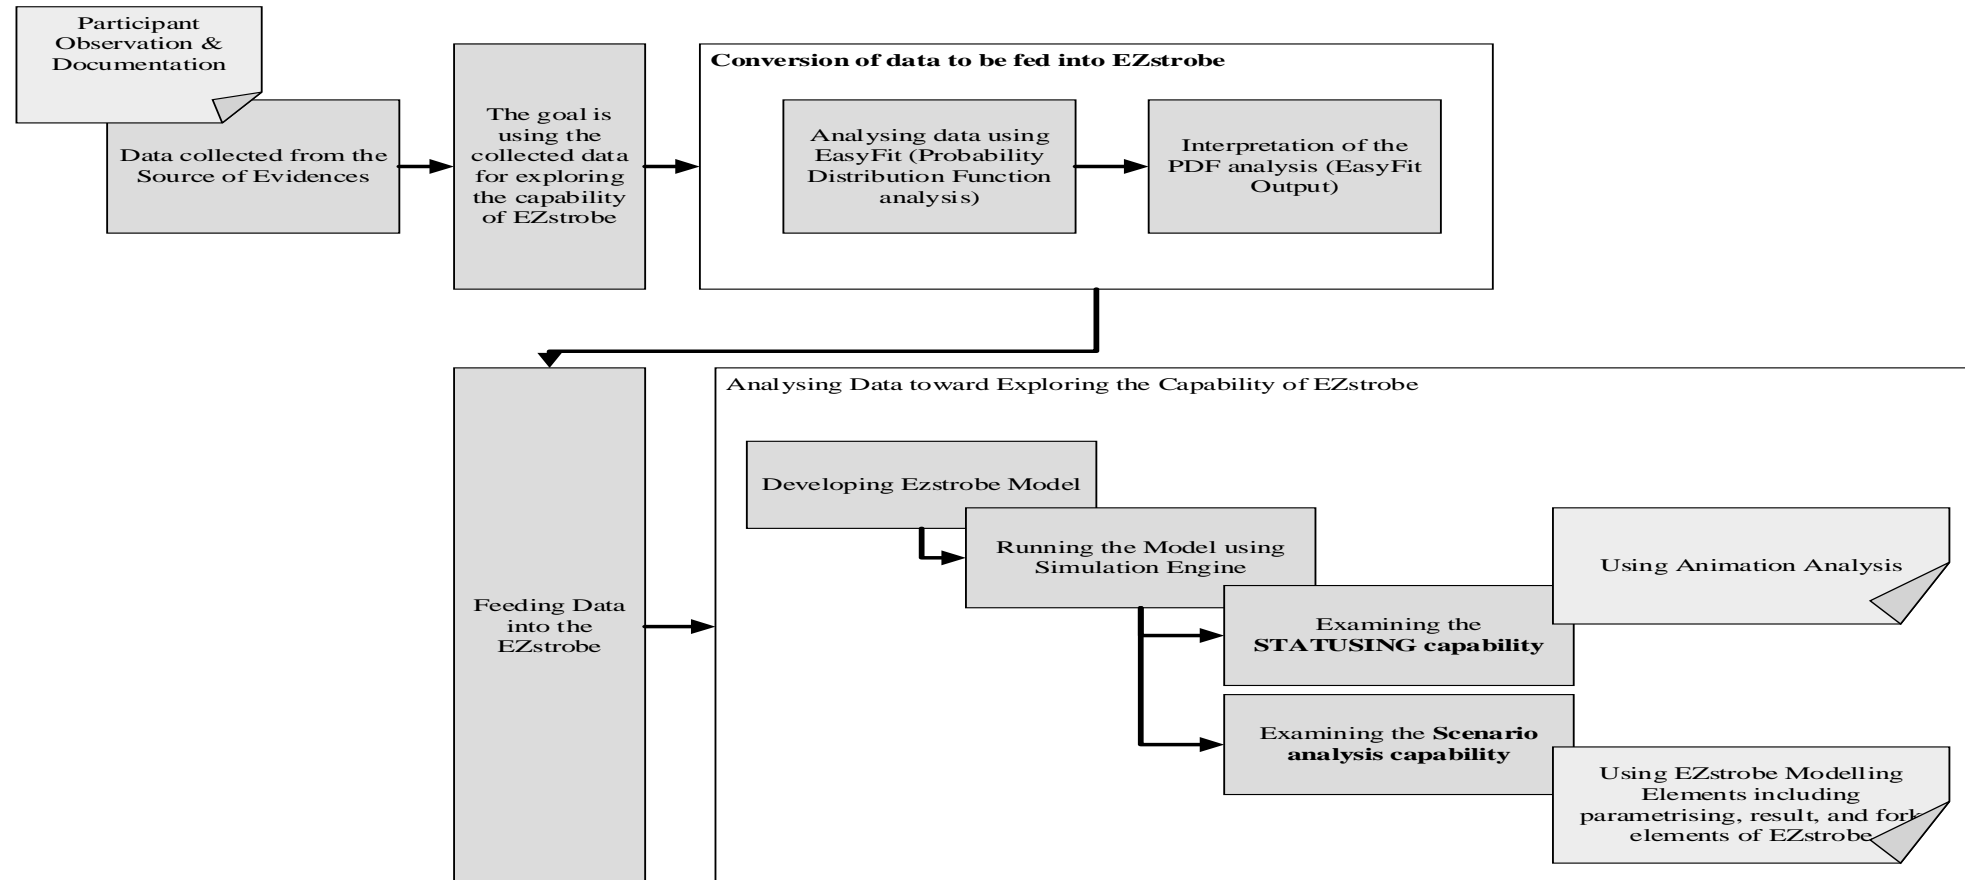 Participant
Observation &
Documentation
Data collected from the
Source of Evidences
The goal is
using the
collected data
for exploring
the capability
of EZstrobe
Conversion of data to be fed into EZstrobe
Analysing data using
EasyFit (Probability
Distribution Function
analysis)
Interpretation of the
PDF analysis (EasyFit
Output)
Feeding Data
into the
EZstrobe
Analysing Data toward Exploring the Capability of EZstrobe
Developing Ezstrobe Model
Running the Model using
Simulation Engine
Examining the
STATUSING capability
Using Animation Analysis
Examining the Scenario
analysis capability
Using EZstrobe Modelling
Elements including
parametrising, result, and fork
elements of EZstrobe